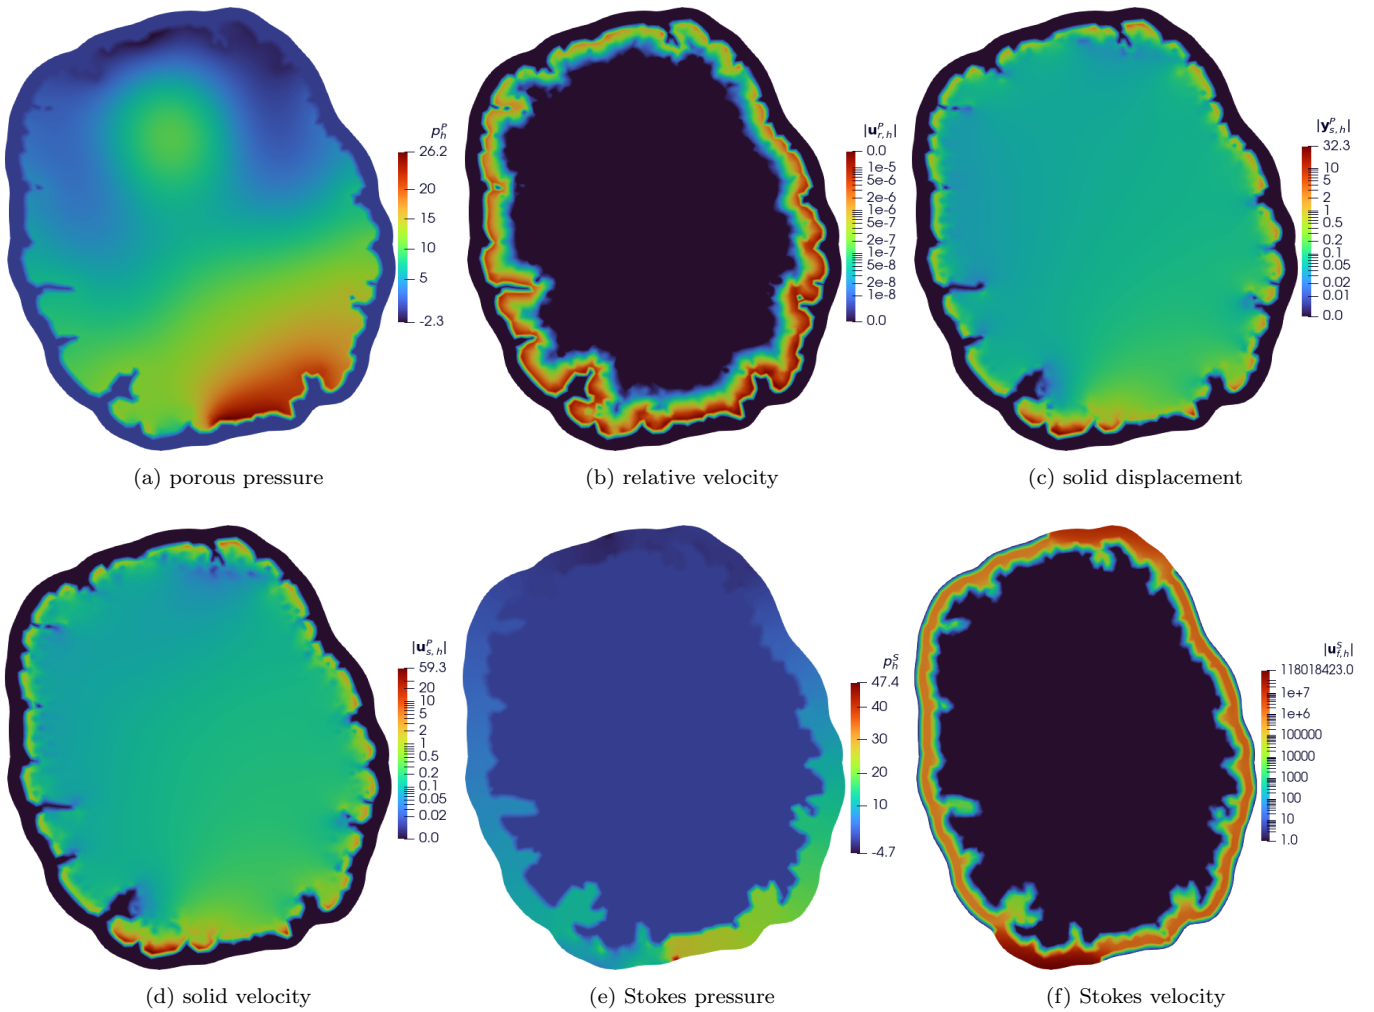 p_h^P
26.2
20
15
10
5
-2.3
(a) porous pressure
|u_{r,h}^P|
0.0
1e-5
5e-6
2e-6
1e-6
5e-7
2e-7
1e-7
5e-8
2e-8
1e-8
0.0
(b) relative velocity
|y_{s,h}^P|
32.3
10
5
2
1
0.5
0.2
0.1
0.05
0.02
0.01
0.0
(c) solid displacement
|u_{s,h}^P|
59.3
20
10
5
2
1
0.5
0.2
0.1
0.05
0.02
0.0
(d) solid velocity
p_h^S
47.4
40
30
20
10
-4.7
(e) Stokes pressure
|u_{f,h}^S|
118018423.0
1e+7
1e+6
100000
10000
1000
100
10
1.0
(f) Stokes velocity